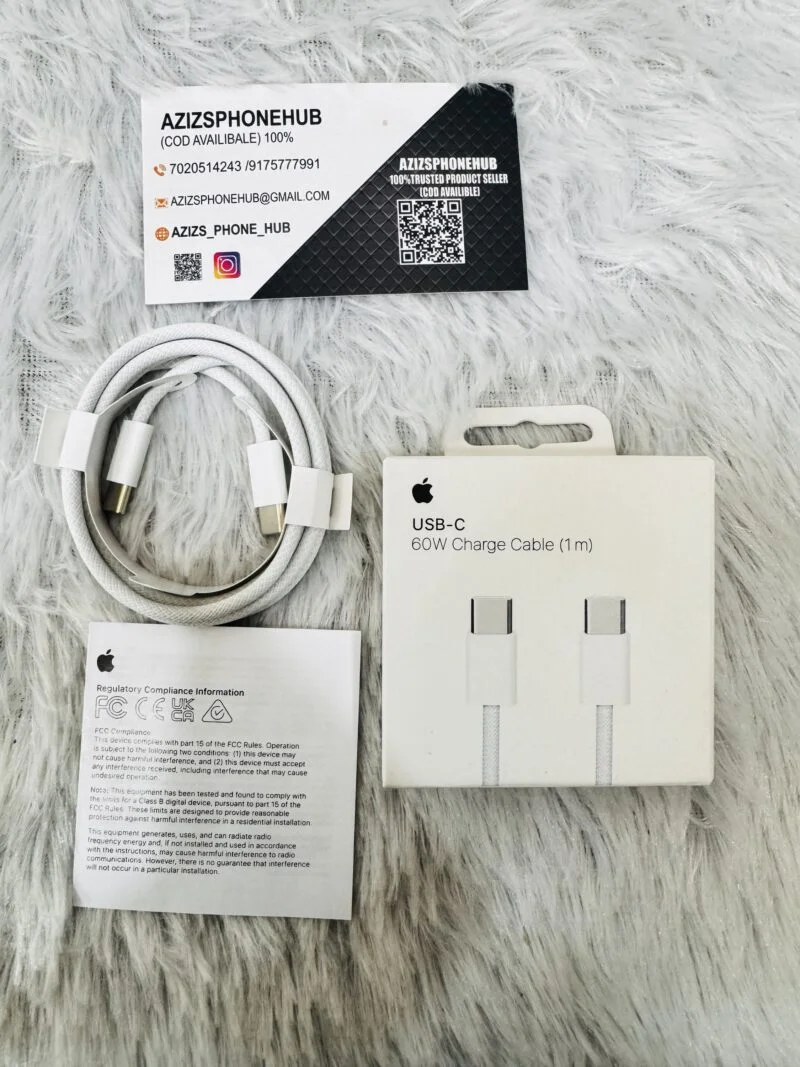 AZIZSPHONEHUB
(COD AVAILIBALE) 100%
7020514243 /9175777991
AZIZSPHONEHUB@GMAIL.COM
AZIZS_PHONE_HUB
AZIZSPHONEHUB
100%TRUSTED PRODUCT SELLER
(COD AVAILIBLE)
USB-C
60W Charge Cable (1 m)
Regulatory Compliance Information
FC CE UK CA
FCC Compliance
This device complies with part 15 of the FCC Rules. Operation
is subject to the following two conditions: (1) this device may
not cause harmful interference, and (2) this device must accept
any interference received, including interference that may cause
undesired operation.
Note: This equipment has been tested and found to comply with
the limits for a Class B digital device, pursuant to part 15 of the
FCC Rules. These limits are designed to provide reasonable
protection against harmful interference in a residential installation.
This equipment generates, uses, and can radiate radio
frequency energy and, if not installed and used in accordance
with the instructions, may cause harmful interference to radio
communications. However, there is no guarantee that interference
will not occur in a particular installation.